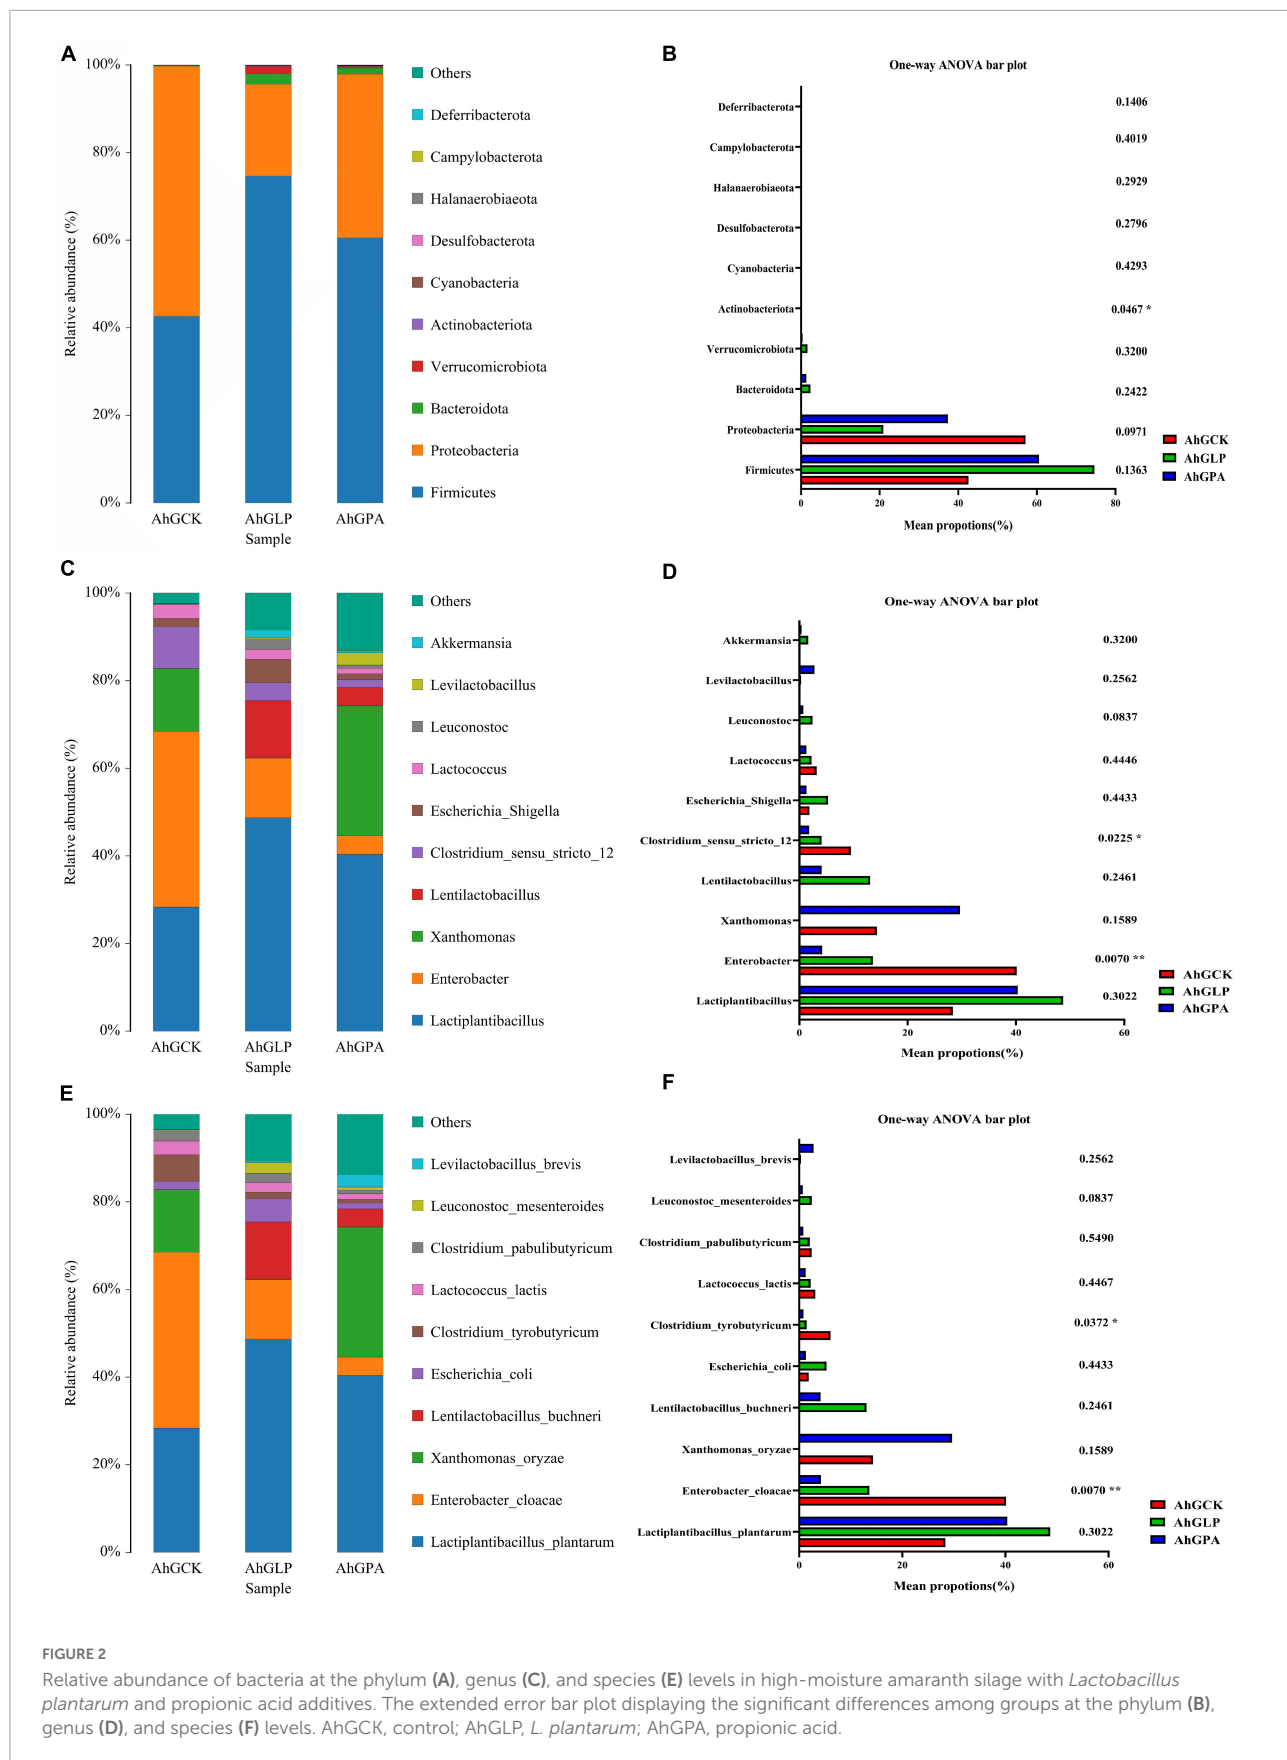 A
100%
80%
60%
40%
20%
0%
Relative abundance (%)
AhGCK AhGLP AhGPA
Sample
Others
Deferribacterota
Campylobacterota
Halanaerobiaeota
Desulfobacterota
Cyanobacteria
Actinobacteriota
Verrucomicrobiota
Bacteroidota
Proteobacteria
Firmicutes
B
One-way ANOVA bar plot
Deferribacterota 0.1406
Campylobacterota 0.4019
Halanaerobiaeota 0.2929
Desulfobacterota 0.2796
Cyanobacteria 0.4293
Actinobacteriota 0.0467 *
Verrucomicrobiota 0.3200
Bacteroidota 0.2422
Proteobacteria 0.0971
Firmicutes 0.1363
AhGCK
AhGLP
AhGPA
0 20 40 60 80
Mean propotions(%)
C
100%
80%
60%
40%
20%
0%
Relative abundance (%)
AhGCK AhGLP AhGPA
Sample
Others
Akkermansia
Levilactobacillus
Leuconostoc
Lactococcus
Escherichia_Shigella
Clostridium_sensu_stricto_12
Lentilactobacillus
Xanthomonas
Enterobacter
Lactiplantibacillus
D
One-way ANOVA bar plot
Akkermansia 0.3200
Levilactobacillus 0.2562
Leuconostoc 0.0837
Lactococcus 0.4446
Escherichia_Shigella 0.4433
Clostridium_sensu_stricto_12 0.0225 *
Lentilactobacillus 0.2461
Xanthomonas 0.1589
Enterobacter 0.0070 **
Lactiplantibacillus 0.3022
AhGCK
AhGLP
AhGPA
0 20 40 60
Mean propotions(%)
E
100%
80%
60%
40%
20%
0%
Relative abundance (%)
AhGCK AhGLP AhGPA
Sample
Others
Levilactobacillus_brevis
Leuconostoc_mesenteroides
Clostridium_pabulibutyricum
Lactococcus_lactis
Clostridium_tyrobutyricum
Escherichia_coli
Lentilactobacillus_buchneri
Xanthomonas_oryzae
Enterobacter_cloacae
Lactiplantibacillus_plantarum
F
One-way ANOVA bar plot
Levilactobacillus_brevis 0.2562
Leuconostoc_mesenteroides 0.0837
Clostridium_pabulibutyricum 0.5490
Lactococcus_lactis 0.4467
Clostridium_tyrobutyricum 0.0372 *
Escherichia_coli 0.4433
Lentilactobacillus_buchneri 0.2461
Xanthomonas_oryzae 0.1589
Enterobacter_cloacae 0.0070 **
Lactiplantibacillus_plantarum 0.3022
AhGCK
AhGLP
AhGPA
0 20 40 60
Mean propotions(%)
FIGURE 2
Relative abundance of bacteria at the phylum (A), genus (C), and species (E) levels in high-moisture amaranth silage with Lactobacillus
plantarum and propionic acid additives. The extended error bar plot displaying the significant differences among groups at the phylum (B),
genus (D), and species (F) levels. AhGCK, control; AhGLP, L. plantarum; AhGPA, propionic acid.